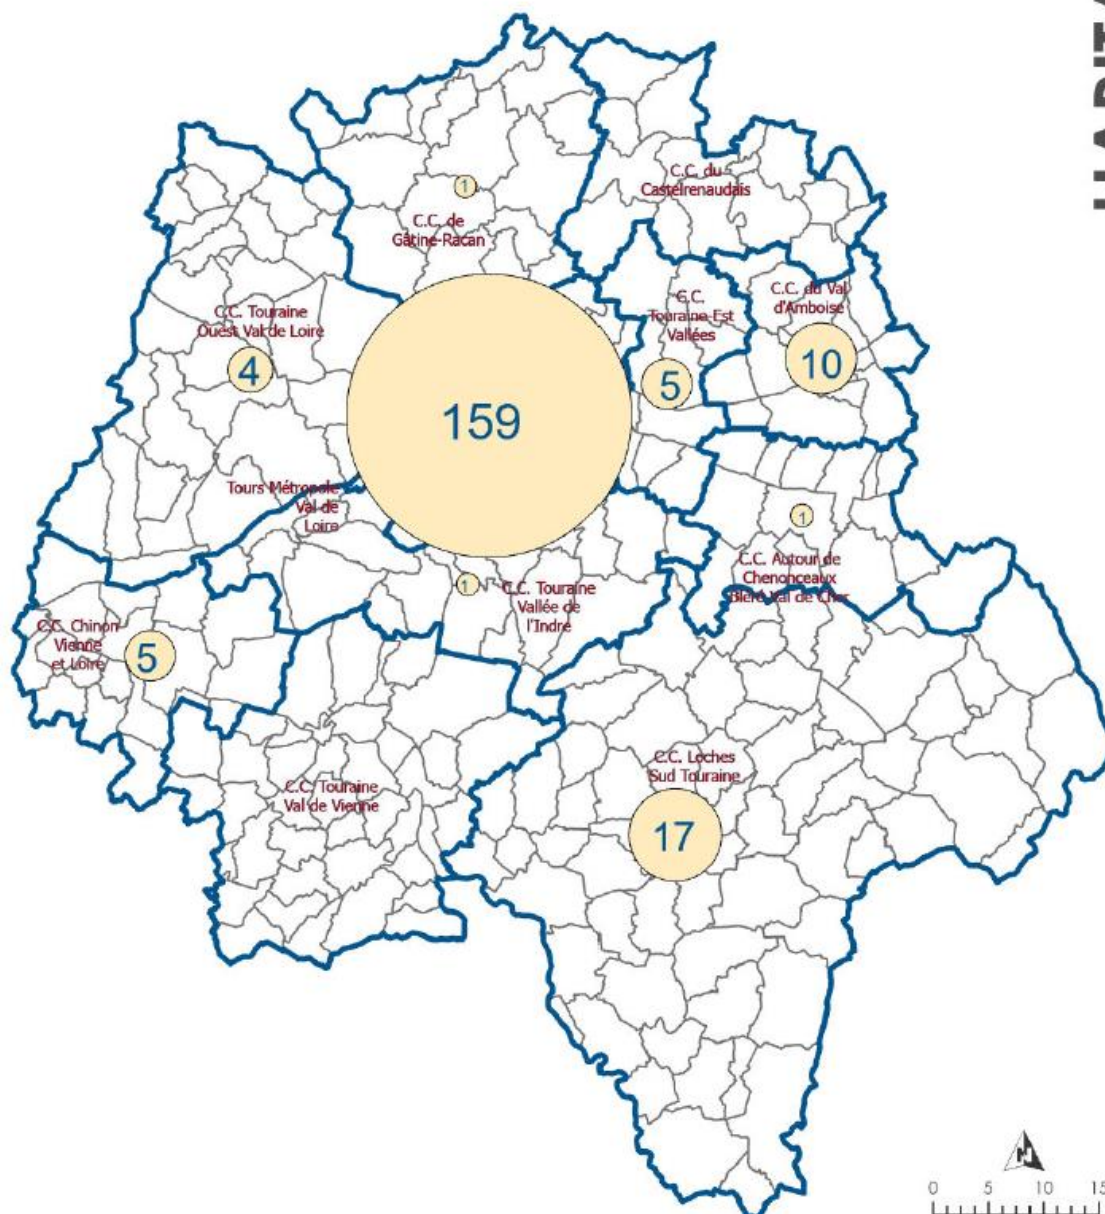 C.C. du
Castelrenaudais
1
C.C. de
Gâtine-Racan
C.C. Touraine
Ouest Val de Loire
4
C.C.
Touraine-Est
Vallées
5
C.C. du Val
d'Amboise
10
159
Tours Métropole
Val de
Loire
1
C.C. Autour de
Chenonceaux
Bléré Val de Cher
1
C.C. Touraine
Vallée de
l'Indre
C.C. Chinon
Vienne
et Loire
5
C.C. Touraine
Val de Vienne
C.C. Loches
Sud Touraine
17
N
0 5 10 15